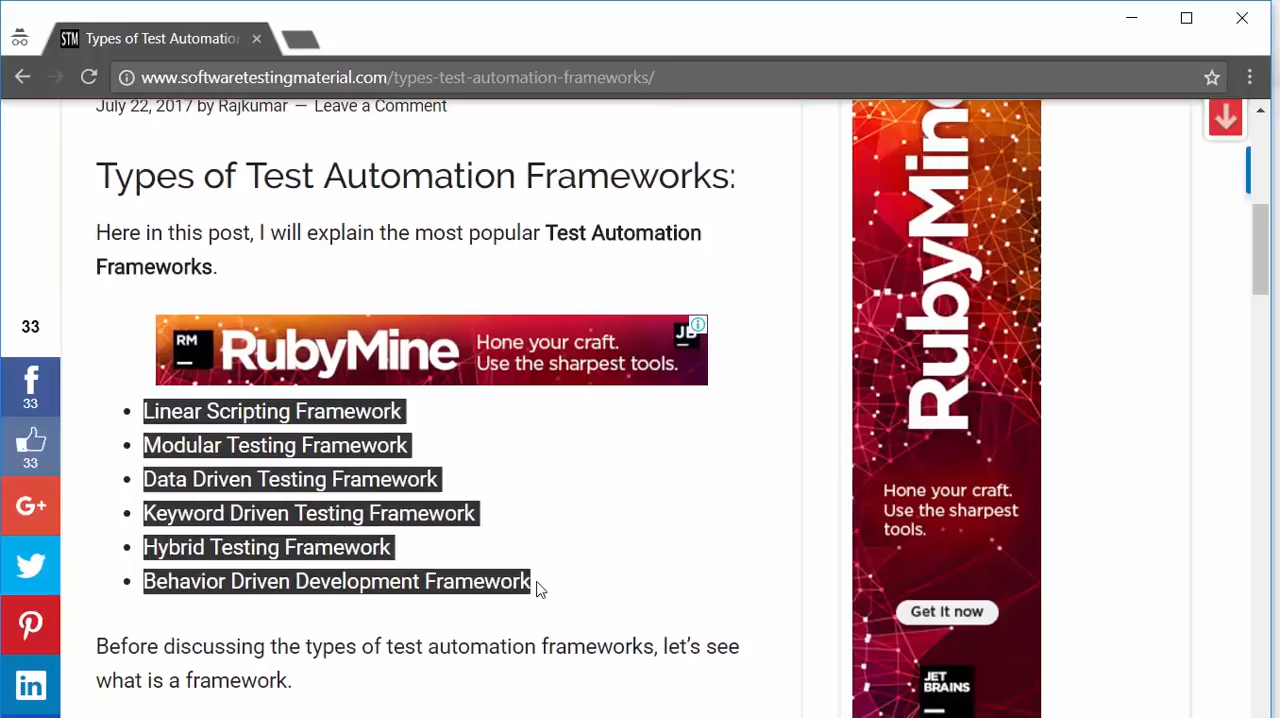 STM Types of Test Automatio
www.softwaretestingmaterial.com/types-test-automation-frameworks/
July 22, 2017 by Rajkumar — Leave a Comment
Types of Test Automation Frameworks:
Here in this post, I will explain the most popular Test Automation
Frameworks.
RM
RubyMine
Hone your craft.
Use the sharpest tools.
JB
• Linear Scripting Framework
• Modular Testing Framework
• Data Driven Testing Framework
• Keyword Driven Testing Framework
• Hybrid Testing Framework
• Behavior Driven Development Framework
Before discussing the types of test automation frameworks, let's see
what is a framework.
33
f
33
33
G+
in
RubyMine
Hone your craft.
Use the sharpest
tools.
Get It now
JET
BRAINS